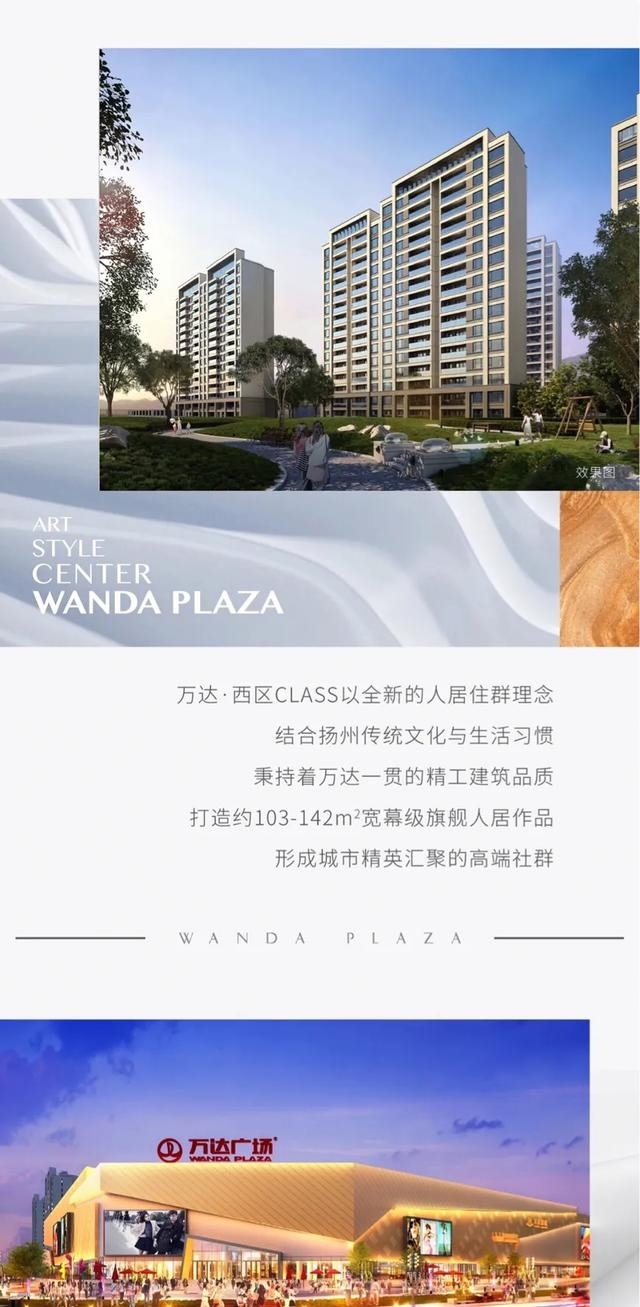 效果图
ART
STYLE
CENTER
WANDA PLAZA
万达·西区CLASS以全新的人居住群理念
结合扬州传统文化与生活习惯
秉持着万达一贯的精工建筑品质
打造约103-142m²宽幕级旗舰人居作品
形成城市精英汇聚的高端社群
WANDA PLAZA
万达广场
WANDA PLAZA